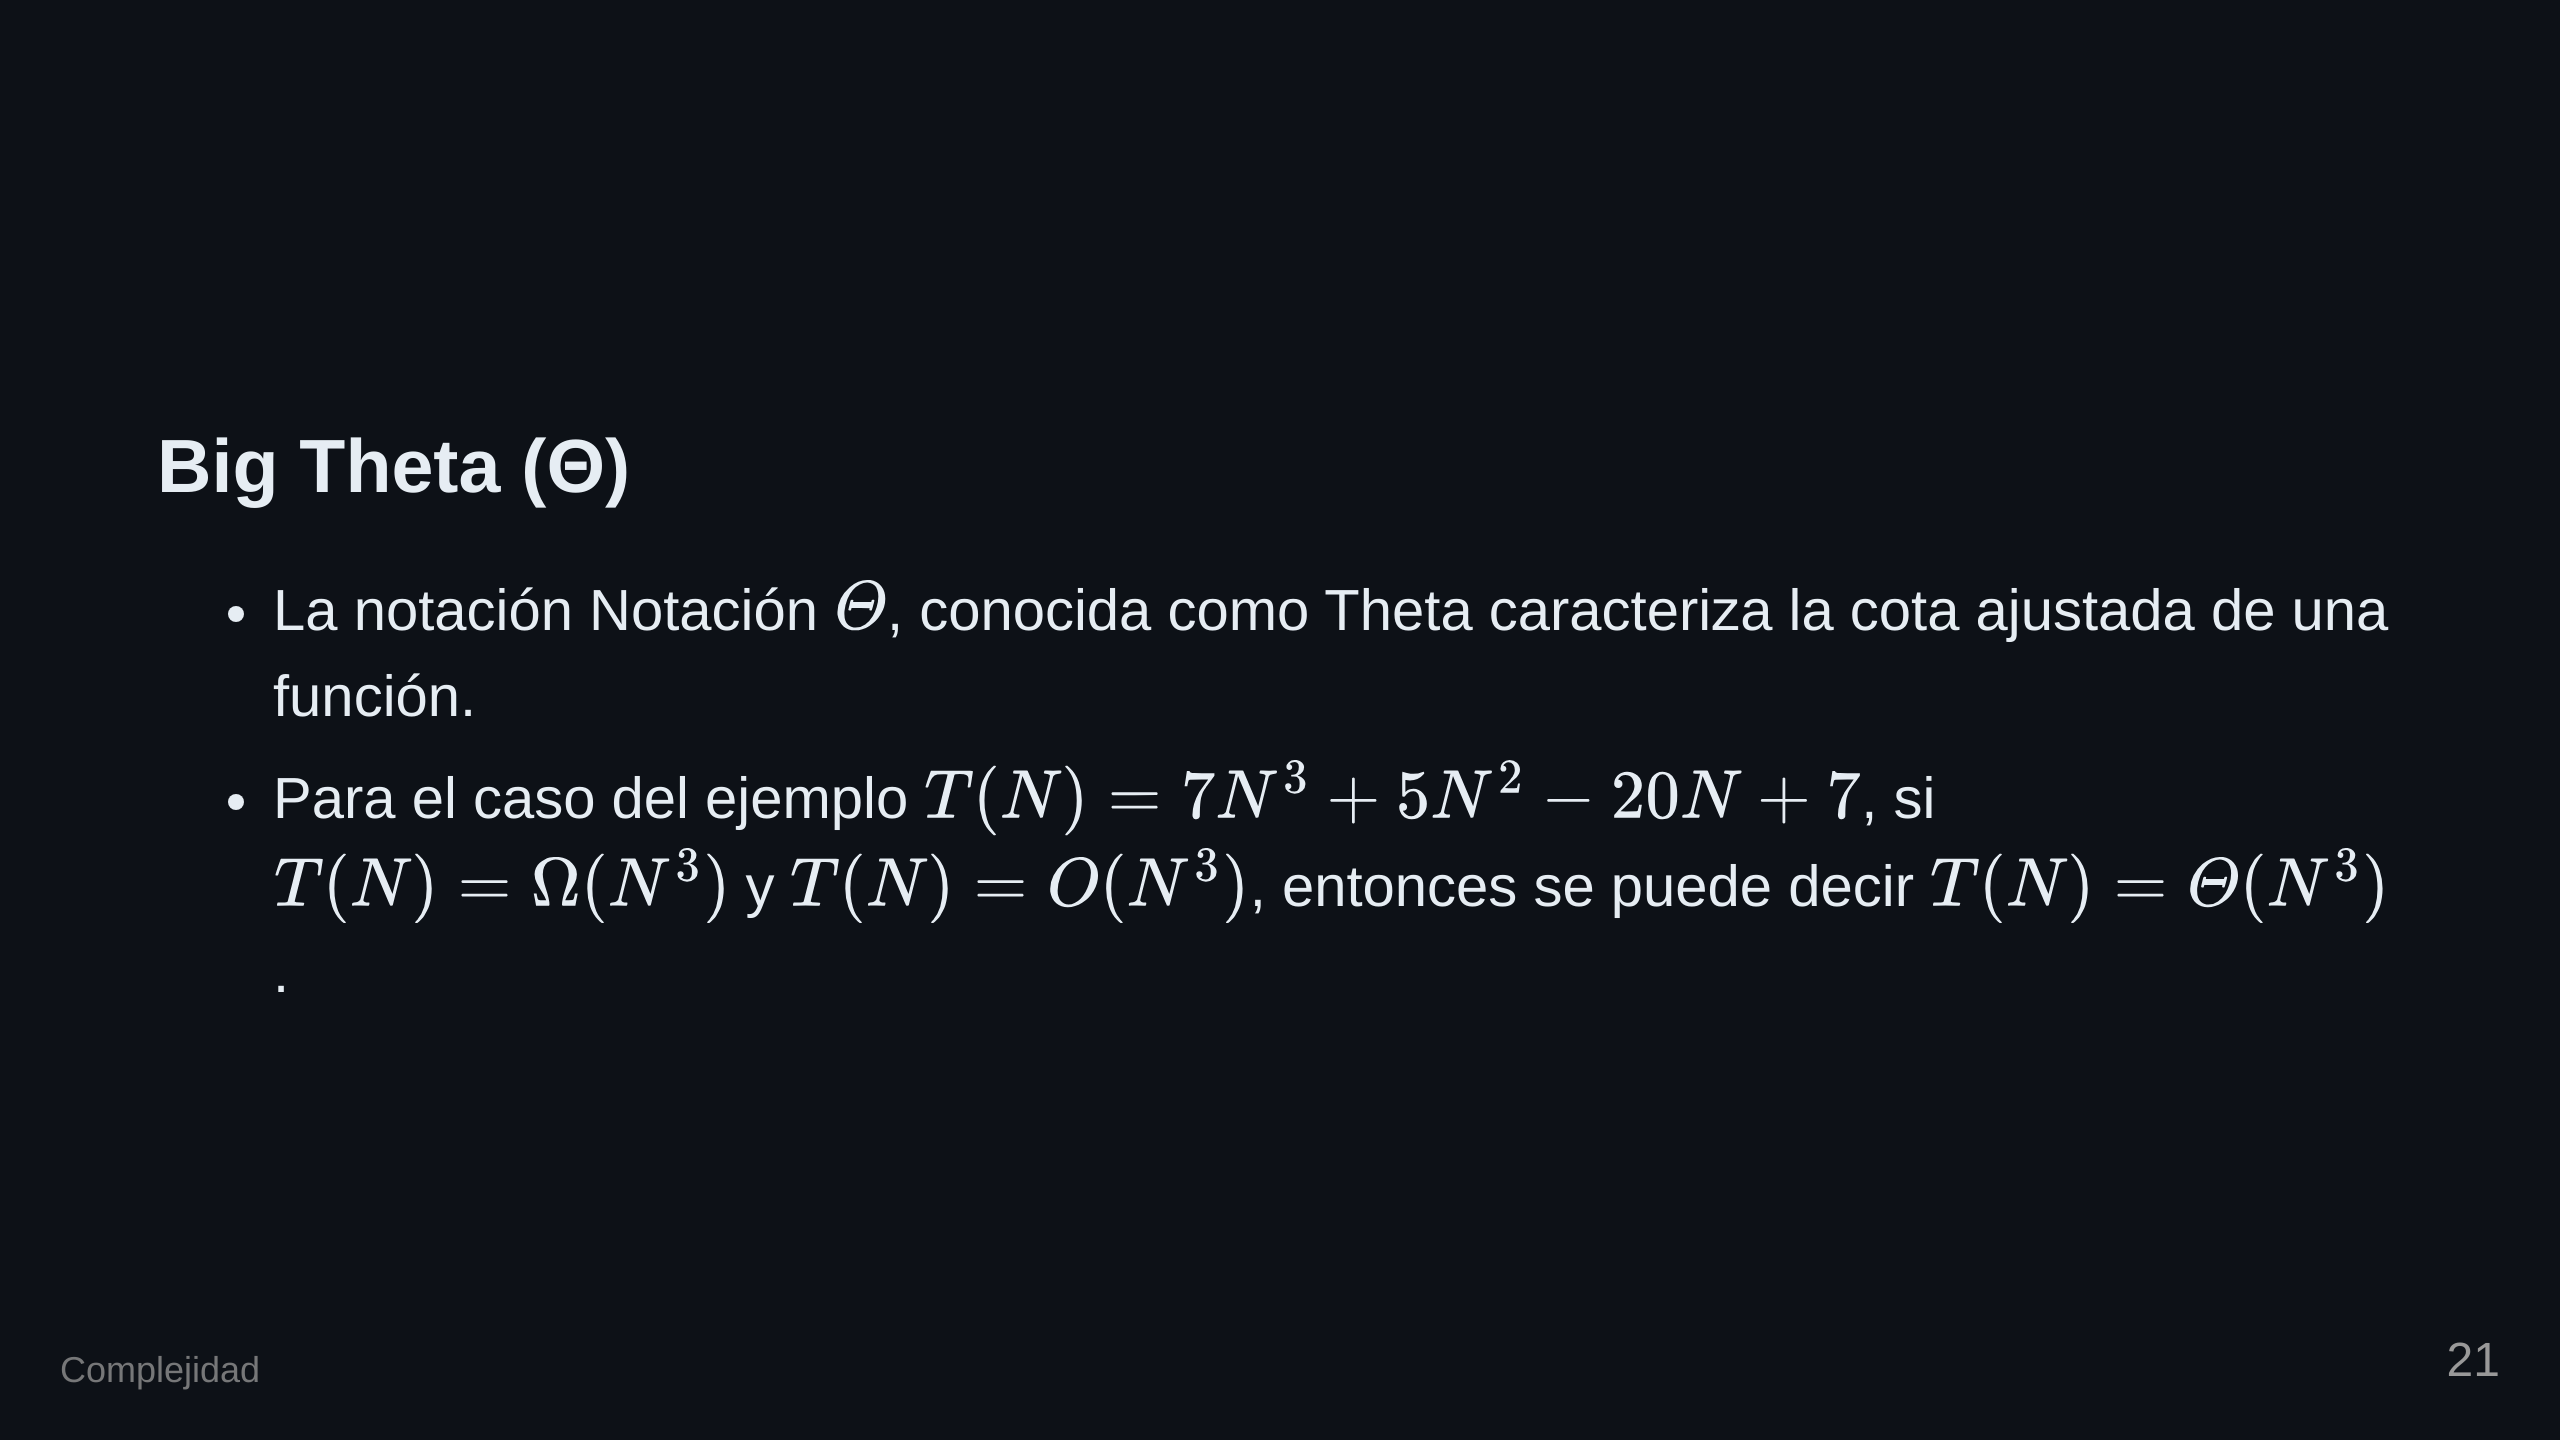 Big Theta (Θ)
• La notación Notación Θ, conocida como Theta caracteriza la cota ajustada de una
función.
• Para el caso del ejemplo T(N) = 7N³ + 5N² − 20N + 7, si
T(N) = Ω(N³) y T(N) = O(N³), entonces se puede decir T(N) = Θ(N³)
.
Complejidad
21